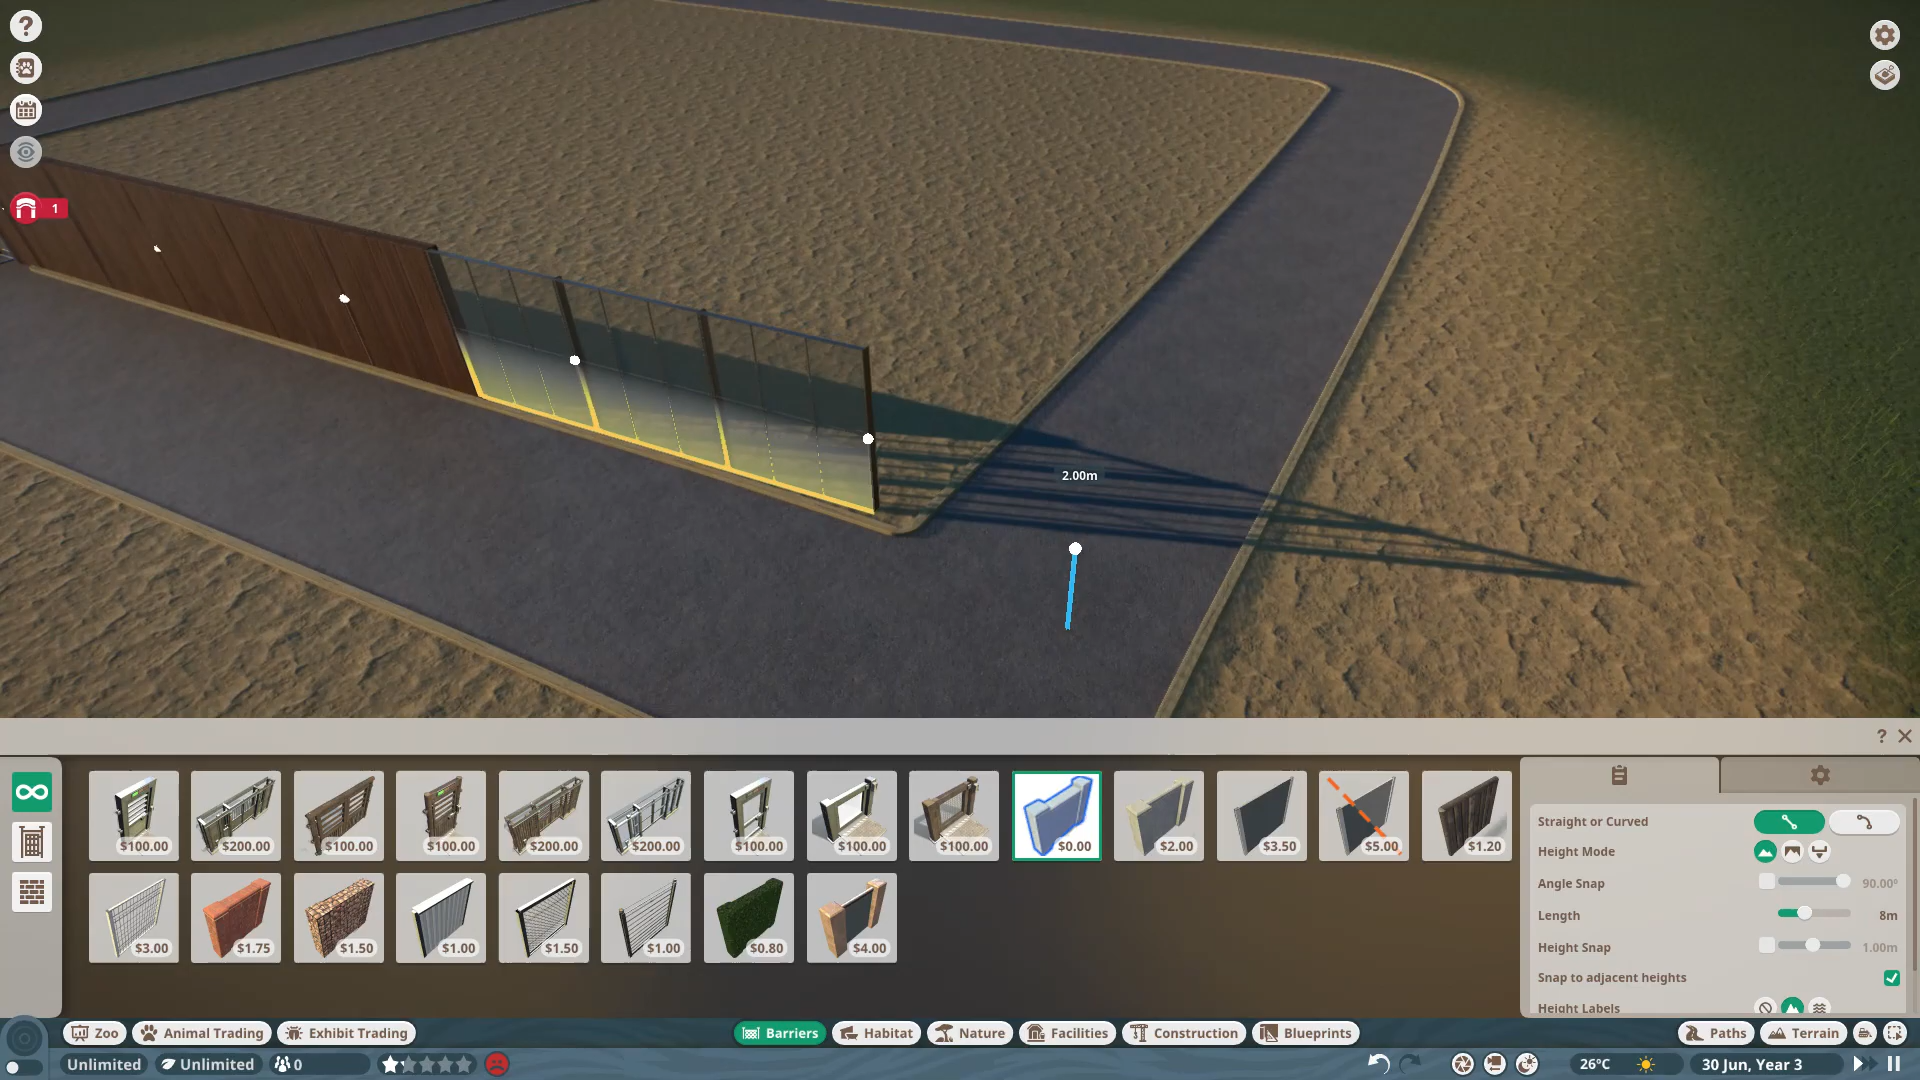 ?
1
2.00m
?
$100.00
$200.00
$100.00
$100.00
$200.00
$200.00
$100.00
$100.00
$100.00
$0.00
$2.00
$3.50
$5.00
$1.20
$3.00
$1.75
$1.50
$1.00
$1.50
$1.00
$0.80
$4.00
Straight or Curved
Height Mode
Angle Snap 90.00°
Length 8m
Height Snap 1.00m
Snap to adjacent heights
Height Labels
Zoo Animal Trading Exhibit Trading Barriers Habitat Nature Facilities Construction Blueprints Paths Terrain
Unlimited Unlimited 0 26°C 30 Jun, Year 3